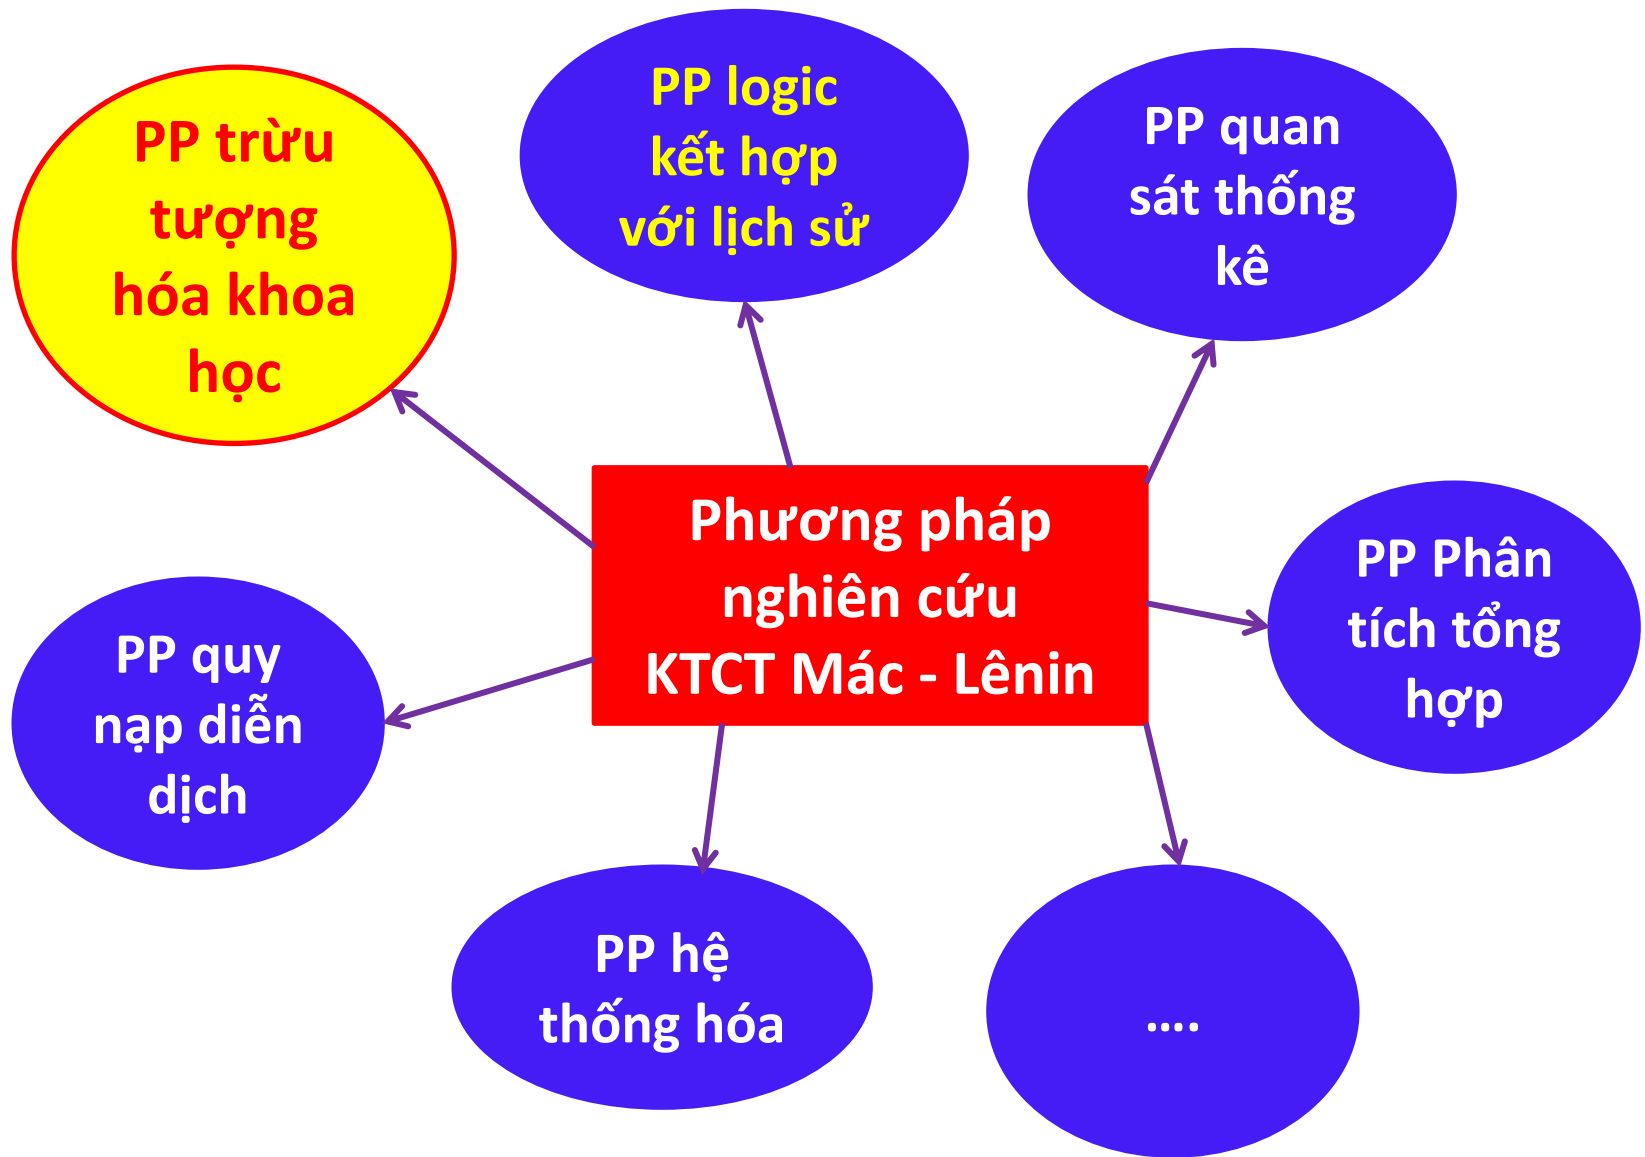 PP trừu
tượng
hóa khoa
học
PP logic
kết hợp
với lịch sử
PP quan
sát thống
kê
Phương pháp
nghiên cứu
KTCT Mác - Lênin
PP Phân
tích tổng
hợp
PP quy
nạp diễn
dịch
PP hệ
thống hóa
....